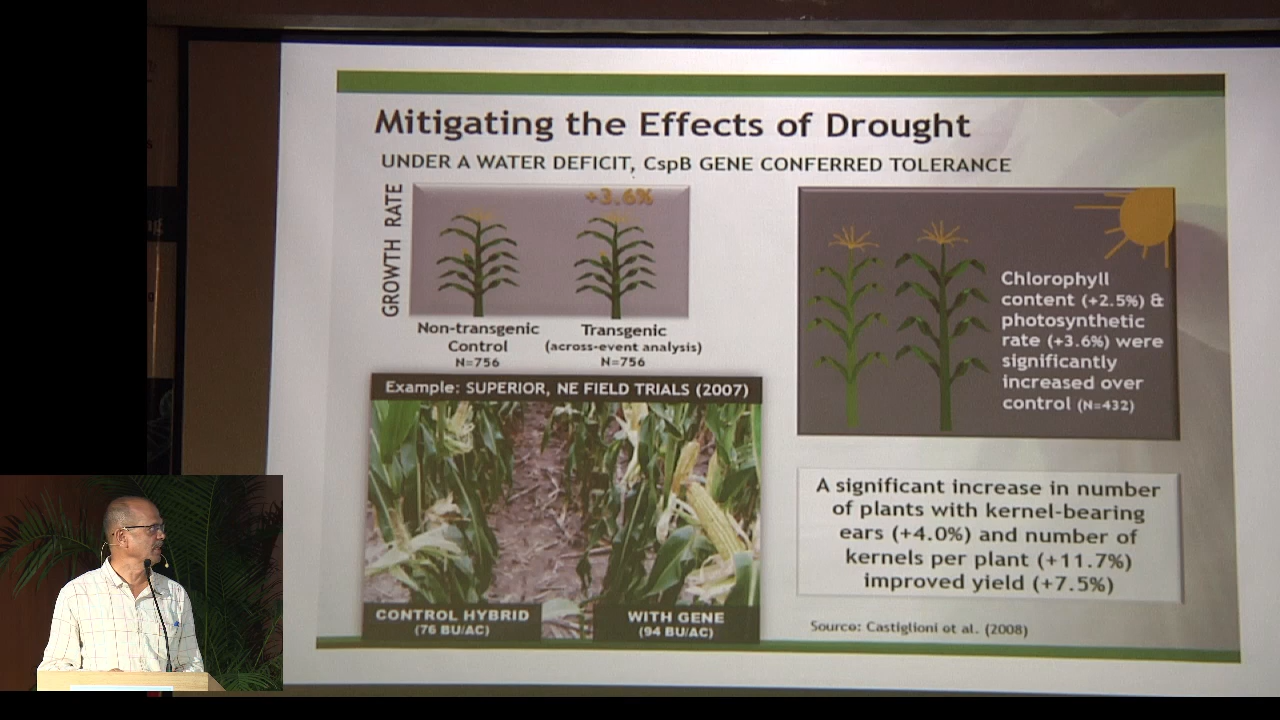 Mitigating the Effects of Drought
UNDER A WATER DEFICIT, CspB GENE CONFERRED TOLERANCE
GROWTH RATE
+3.6%
Non-transgenic
Control
N=756
Transgenic
(across-event analysis)
N=756
Example: SUPERIOR, NE FIELD TRIALS (2007)
CONTROL HYBRID
(76 BU/AC)
WITH GENE
(94 BU/AC)
Chlorophyll
content (+2.5%) &
photosynthetic
rate (+3.6%) were
significantly
increased over
control (N=432)
A significant increase in number
of plants with kernel-bearing
ears (+4.0%) and number of
kernels per plant (+11.7%)
improved yield (+7.5%)
Source: Castiglioni et al. (2008)